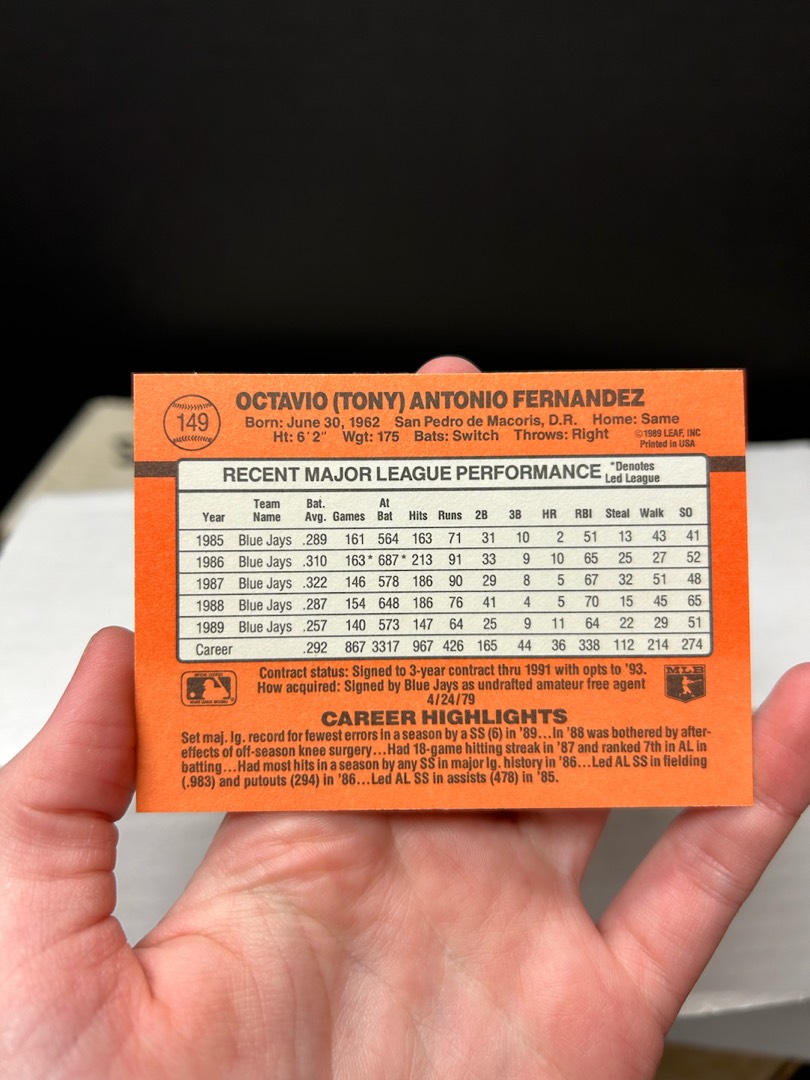 149
OCTAVIO (TONY) ANTONIO FERNANDEZ
Born: June 30, 1962 San Pedro de Macoris, D.R. Home: Same
Ht: 6'2" Wgt: 175 Bats: Switch Throws: Right
©1989 LEAF, INC
Printed in USA
RECENT MAJOR LEAGUE PERFORMANCE *Denotes Led League
Year Team Name Bat. Avg. Games At Bat Hits Runs 2B 3B HR RBI Steal Walk SO
1985 Blue Jays .289 161 564 163 71 31 10 2 51 13 43 41
1986 Blue Jays .310 163* 687* 213 91 33 9 10 65 25 27 52
1987 Blue Jays .322 146 578 186 90 29 8 5 67 32 51 48
1988 Blue Jays .287 154 648 186 76 41 4 5 70 15 45 65
1989 Blue Jays .257 140 573 147 64 25 9 11 64 22 29 51
Career .292 867 3317 967 426 165 44 36 338 112 214 274
Contract status: Signed to 3-year contract thru 1991 with opts to '93.
How acquired: Signed by Blue Jays as undrafted amateur free agent
4/24/79
MLB
CAREER HIGHLIGHTS
Set maj. lg. record for fewest errors in a season by a SS (6) in '89...In '88 was bothered by after-
effects of off-season knee surgery...Had 18-game hitting streak in '87 and ranked 7th in AL in
batting...Had most hits in a season by any SS in major lg. history in '86...Led AL SS in fielding
(.983) and putouts (294) in '86...Led AL SS in assists (478) in '85.